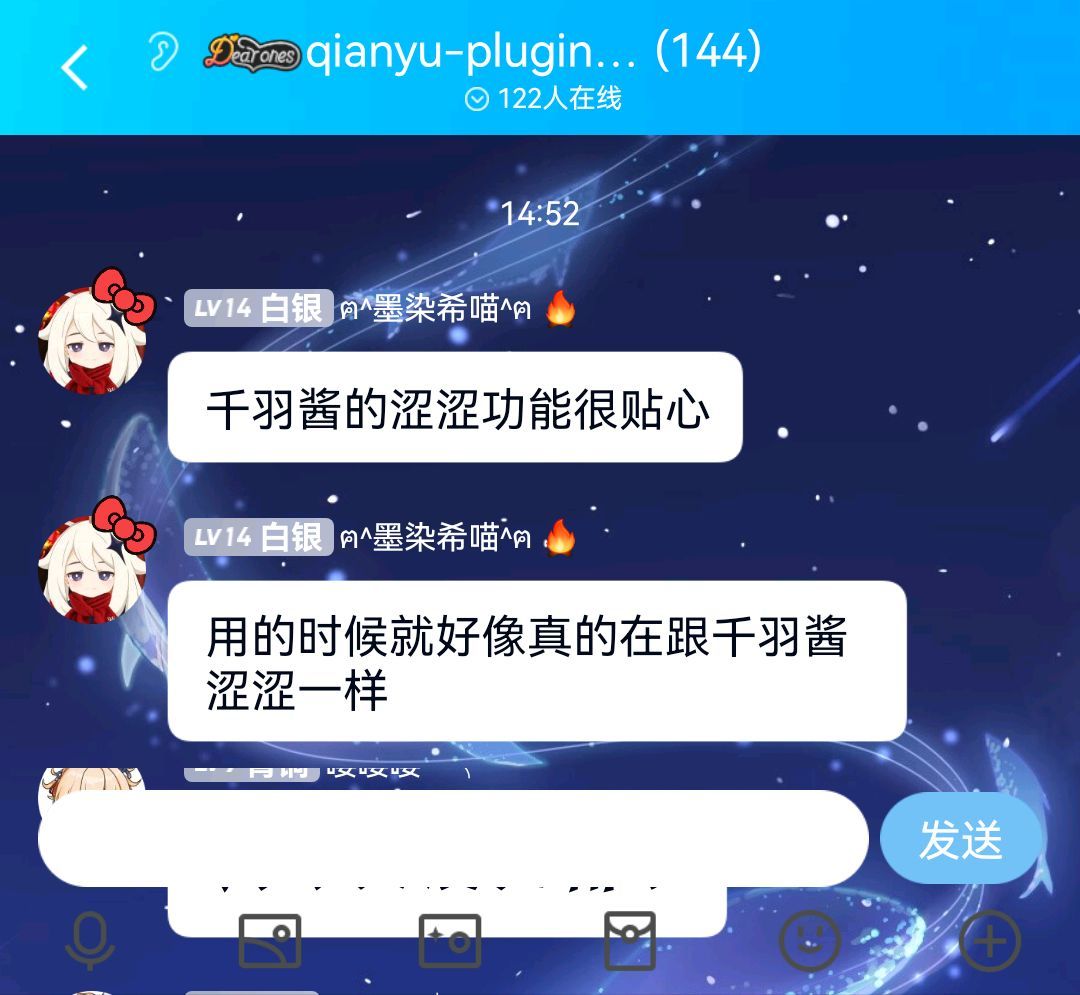 Dear ones qianyu-plugin... (144)
122人在线
14:52
LV14 白银 ฅ^墨染希喵^ฅ 🔥
千羽酱的涩涩功能很贴心
LV14 白银 ฅ^墨染希喵^ฅ 🔥
用的时候就好像真的在跟千羽酱
涩涩一样
发送